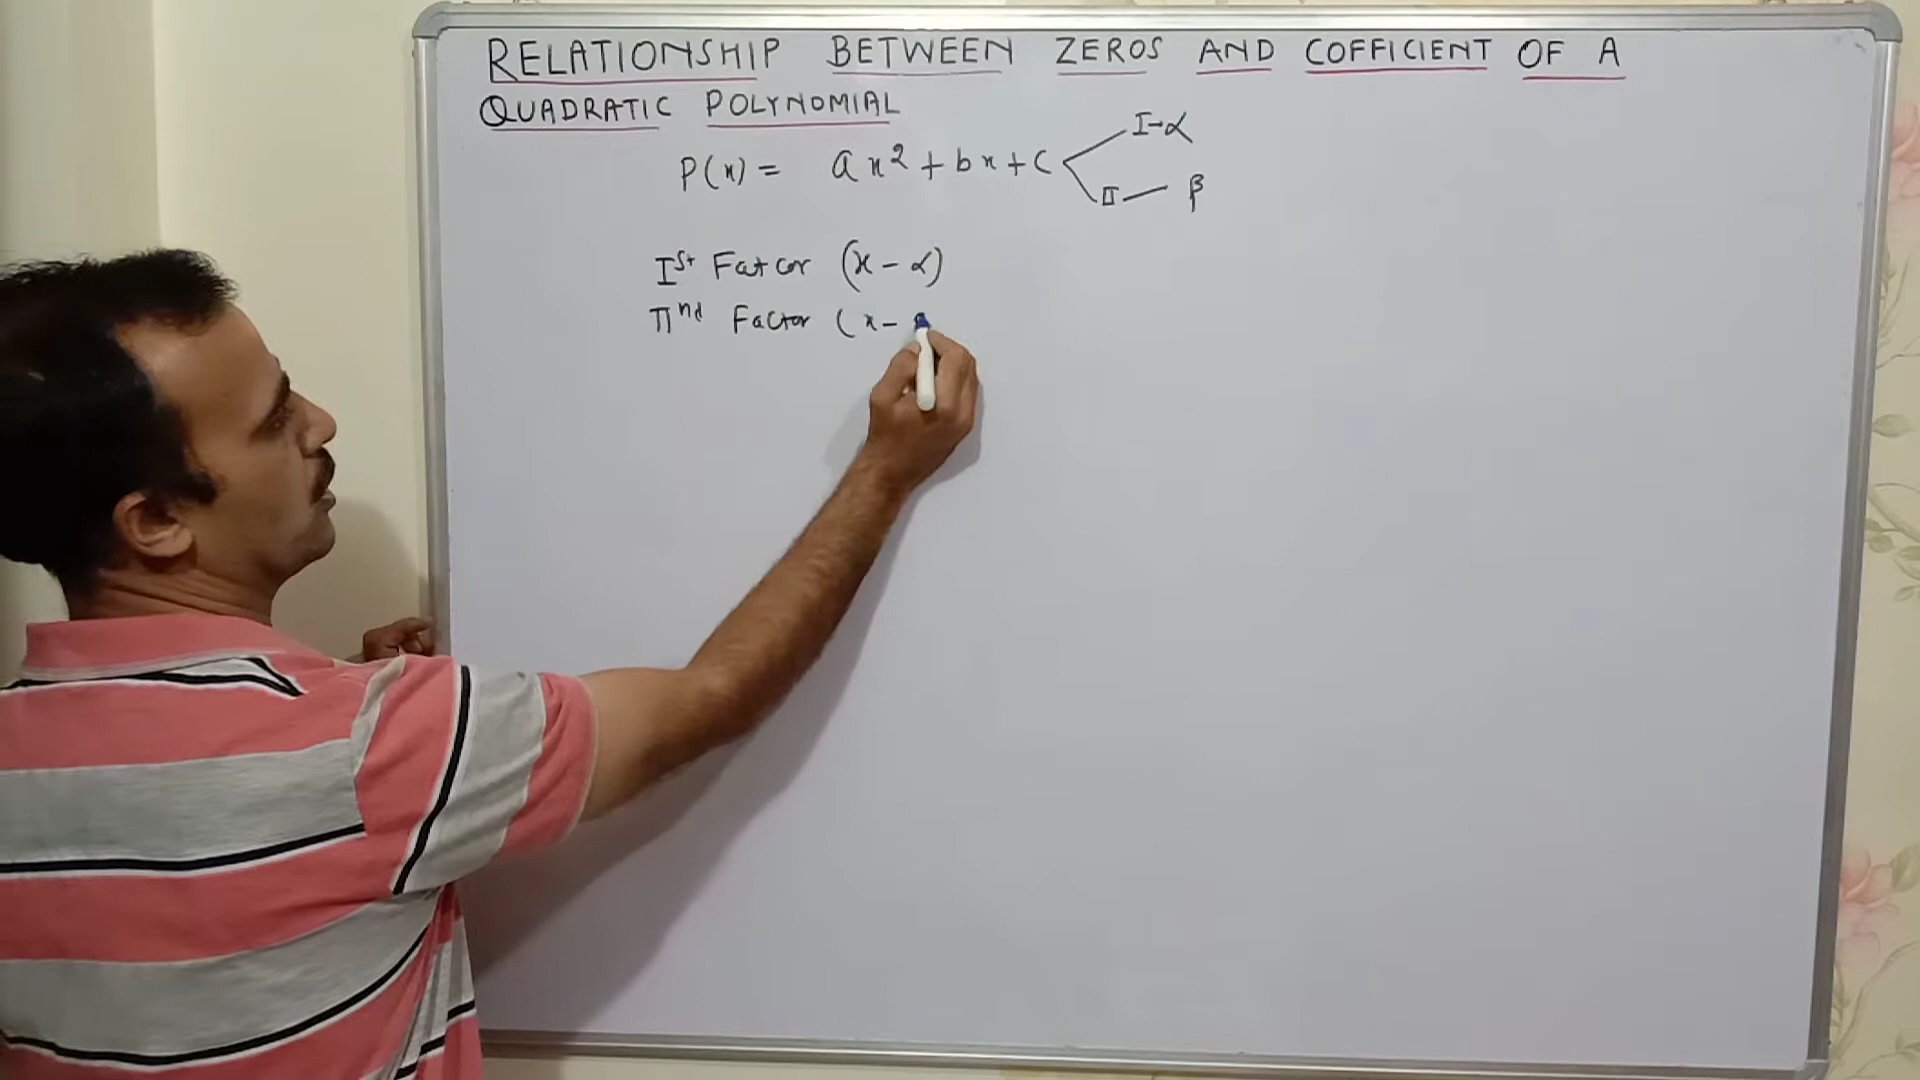 RELATIONSHIP BETWEEN ZEROS AND COFFICIENT OF A
QUADRATIC POLYNOMIAL
P(x) = ax² + bx + c
I → α
II — β
Ist Fatcor (x - α)
IInd Factor (x -